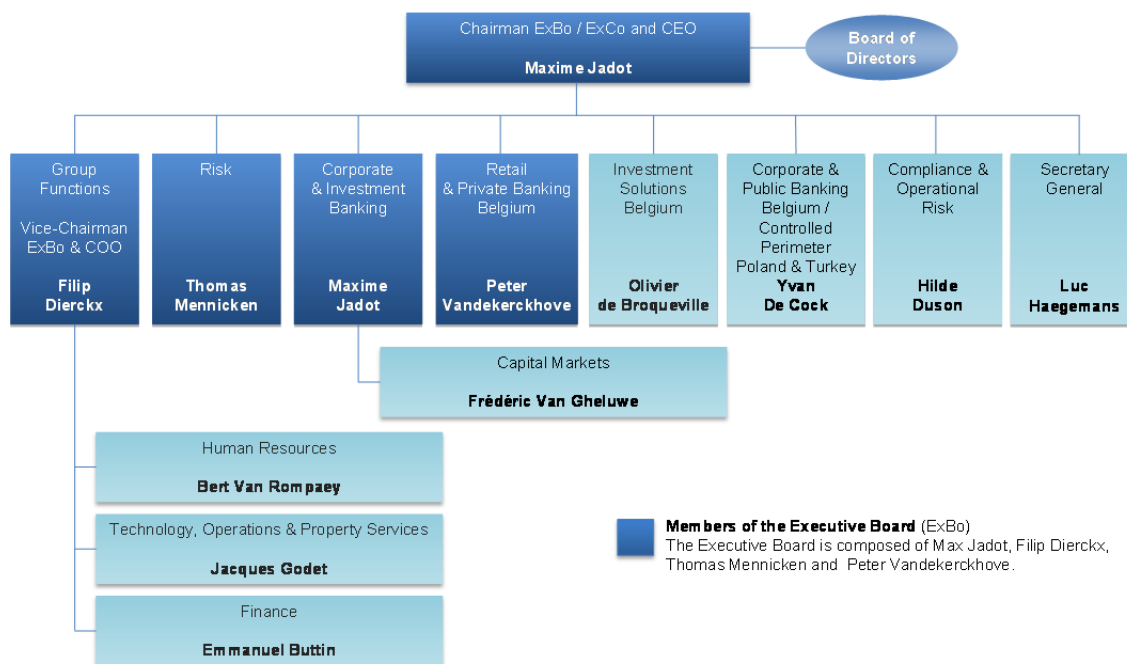 Chairman ExBo / ExCo and CEO
Maxime Jadot
Board of
Directors
Group
Functions
Vice-Chairman
ExBo & COO
Filip
Dierckx
Risk
Thomas
Mennicken
Corporate
& Investment
Banking
Maxime
Jadot
Retail
& Private Banking
Belgium
Peter
Vandekerckhove
Investment
Solutions
Belgium
Olivier
de Broqueville
Corporate &
Public Banking
Belgium /
Controlled
Perimeter
Poland & Turkey
Yvan
De Cock
Compliance &
Operational
Risk
Hilde
Duson
Secretary
General
Luc
Haegemans
Capital Markets
Frédéric Van Gheluwe
Human Resources
Bert Van Rompaey
Technology, Operations & Property Services
Jacques Godet
Finance
Emmanuel Buttin
Members of the Executive Board (ExBo)
The Executive Board is composed of Max Jadot, Filip Dierckx,
Thomas Mennicken and Peter Vandekerckhove.